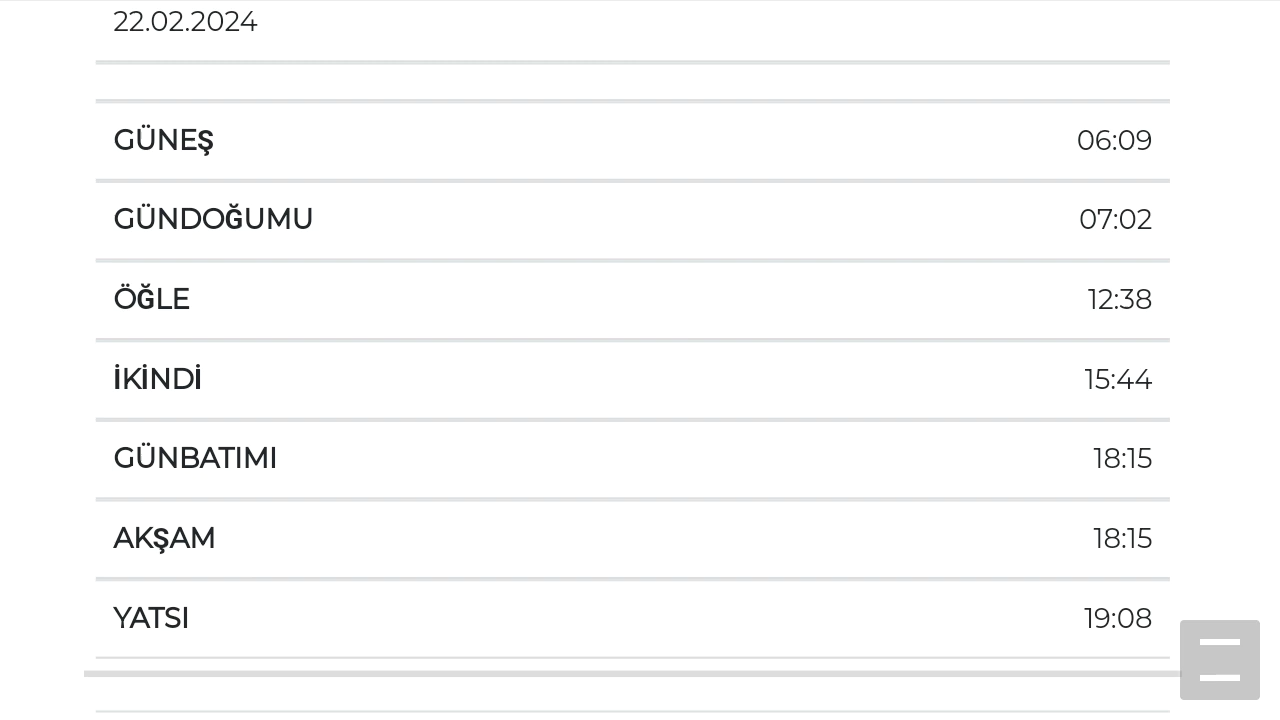 22.02.2024
GÜNEŞ 06:09
GÜNDOĞUMU 07:02
ÖĞLE 12:38
İKİNDİ 15:44
GÜNBATIMI 18:15
AKŞAM 18:15
YATSI 19:08